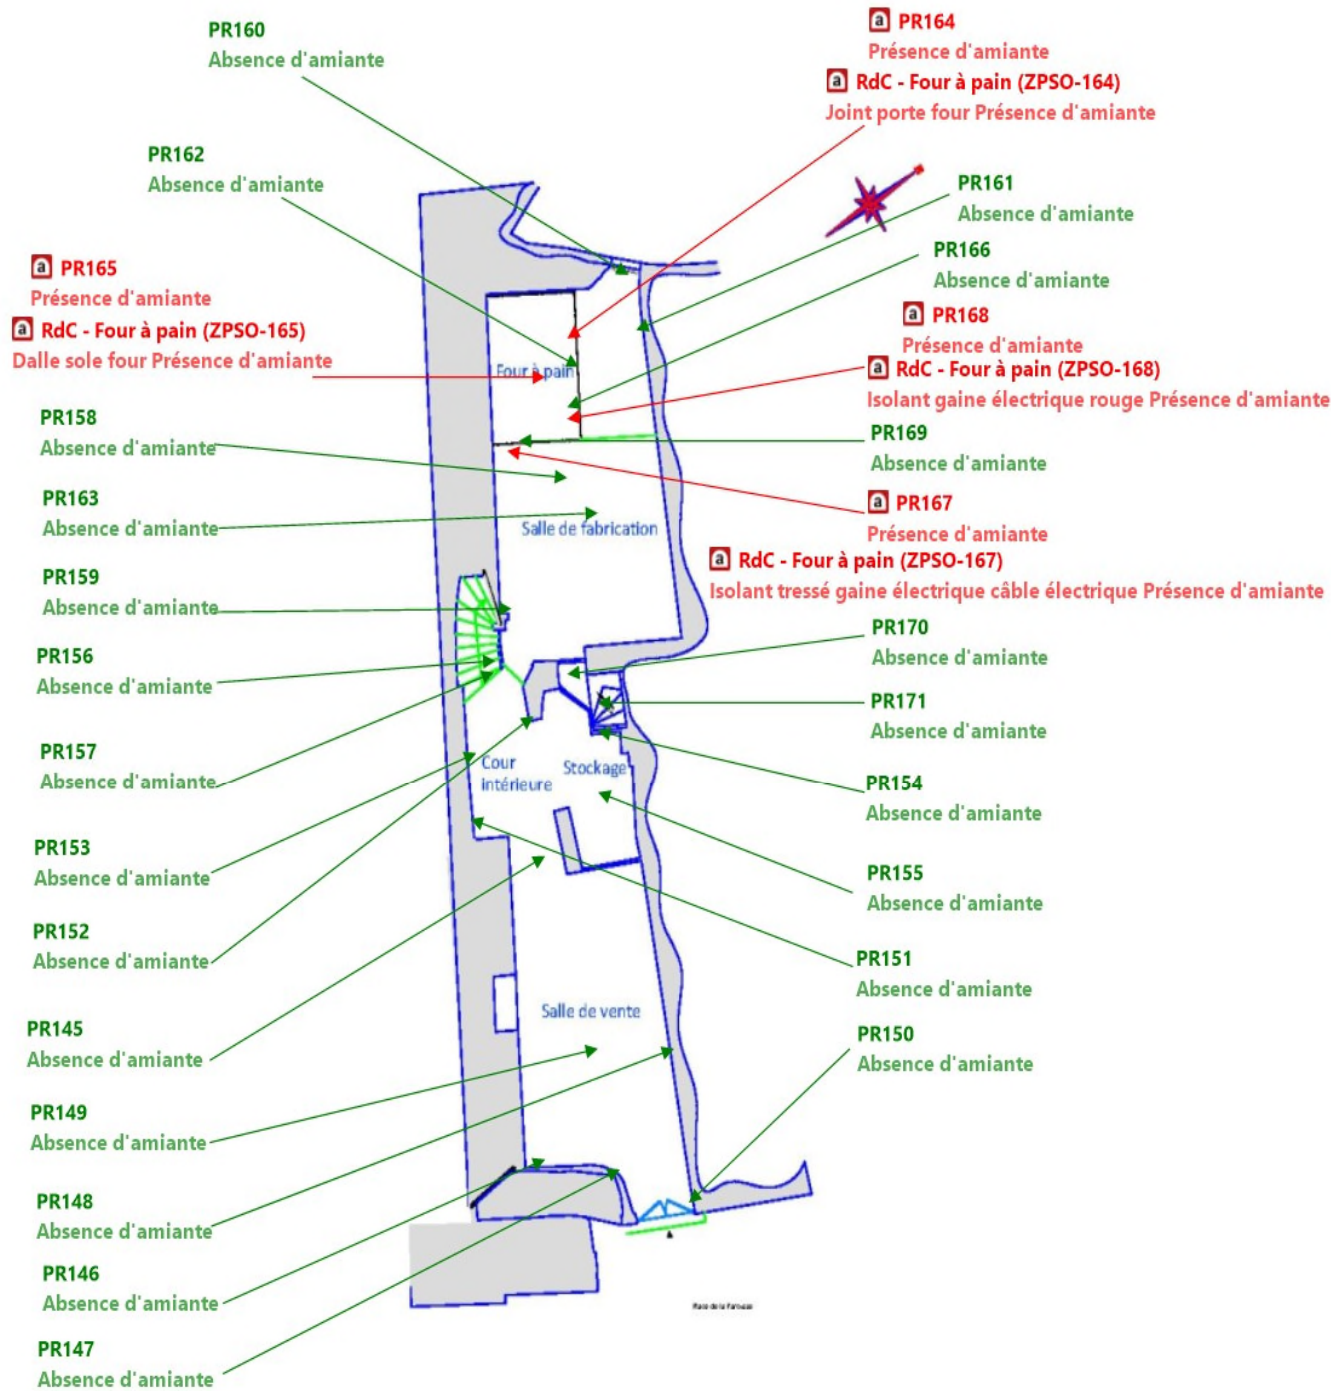 PR160
Absence d'amiante
a PR164
Présence d'amiante
a RdC - Four à pain (ZPSO-164)
Joint porte four Présence d'amiante
PR162
Absence d'amiante
PR161
Absence d'amiante
PR166
Absence d'amiante
a PR165
Présence d'amiante
a RdC - Four à pain (ZPSO-165)
Dalle sole four Présence d'amiante
a PR168
Présence d'amiante
a RdC - Four à pain (ZPSO-168)
Isolant gaine électrique rouge Présence d'amiante
Four à pain
PR158
Absence d'amiante
PR169
Absence d'amiante
PR163
Absence d'amiante
a PR167
Présence d'amiante
a RdC - Four à pain (ZPSO-167)
Isolant tressé gaine électrique câble électrique Présence d'amiante
Salle de fabrication
PR159
Absence d'amiante
PR170
Absence d'amiante
PR156
Absence d'amiante
PR171
Absence d'amiante
PR157
Absence d'amiante
Cour
intérieure
Stockage
PR154
Absence d'amiante
PR153
Absence d'amiante
PR155
Absence d'amiante
PR152
Absence d'amiante
PR151
Absence d'amiante
PR145
Absence d'amiante
Salle de vente
PR150
Absence d'amiante
PR149
Absence d'amiante
PR148
Absence d'amiante
PR146
Absence d'amiante
PR147
Absence d'amiante
de la